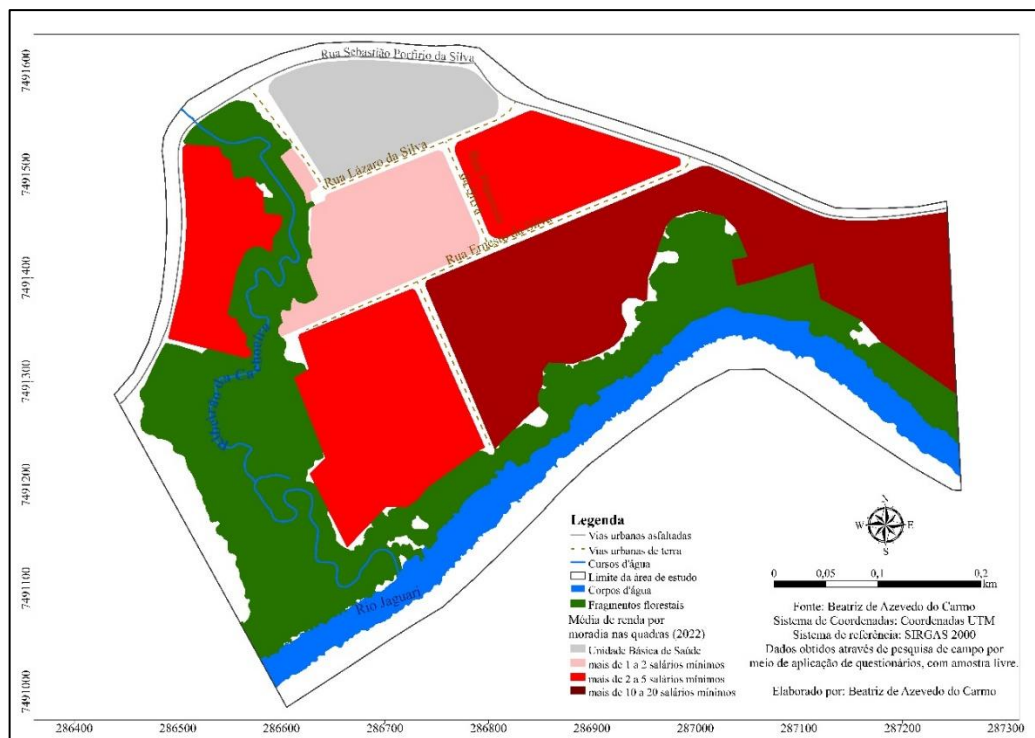 7491600
7491500
7491400
7491300
7491200
7491100
7491000
Rua Sebastião Porfirio da Silva
Rua Lázaro da Silva
Rua
Rua Ernesto da Silva
Ribeirão da Cachoeira
Rio Jaguari
Legenda
Vias urbanas asfaltadas
Vias urbanas de terra
Cursos d'água
Limite da área de estudo
Corpos d'água
Fragmentos florestais
Média de renda por
moradia nas quadras (2022)
Unidade Básica de Saúde
mais de 1 a 2 salários mínimos
mais de 2 a 5 salários mínimos
mais de 10 a 20 salários mínimos
N
W E
S
0 0,05 0,1 0,2
km
Fonte: Beatriz de Azevedo do Carmo
Sistema de Coordenadas: Coordenadas UTM
Sistema de referência: SIRGAS 2000
Dados obtidos através de pesquisa de campo por
meio de aplicação de questionários, com amostra livre.
Elaborado por: Beatriz de Azevedo do Carmo
286400 286500 286600 286700 286800 286900 287000 287100 287200 287300